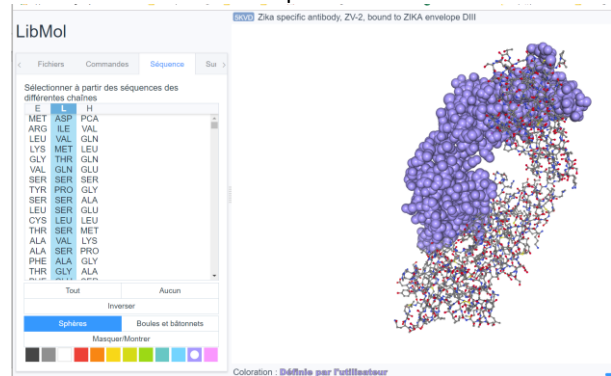 5KVD Zika specific antibody, ZV-2, bound to ZIKA envelope DIII
LibMol
Fichiers Commandes Séquence Sur
Sélectionner à partir des séquences des
différentes chaînes
E L H
MET ASP PCA
ARG ILE VAL
LEU VAL GLN
LYS MET LEU
GLY THR GLN
VAL GLN GLU
SER SER SER
TYR PRO GLY
SER SER ALA
LEU SER GLU
CYS LEU LEU
THR SER MET
ALA VAL LYS
ALA SER PRO
PHE ALA GLY
THR GLY ALA
Tout Aucun
Inverser
Sphères Boules et bâtonnets
Masquer/Montrer
Coloration : Définie par l'utilisateur